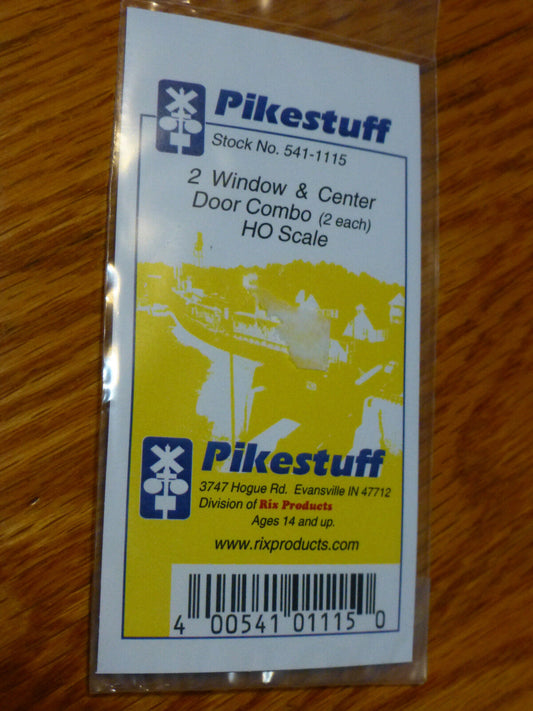 Pikestuff
Stock No. 541-1115
2 Window & Center
Door Combo (2 each)
HO Scale
Pikestuff
3747 Hogue Rd. Evansville IN 47712
Division of Rix Products
Ages 14 and up.
www.rixproducts.com
4 00541 01115 0